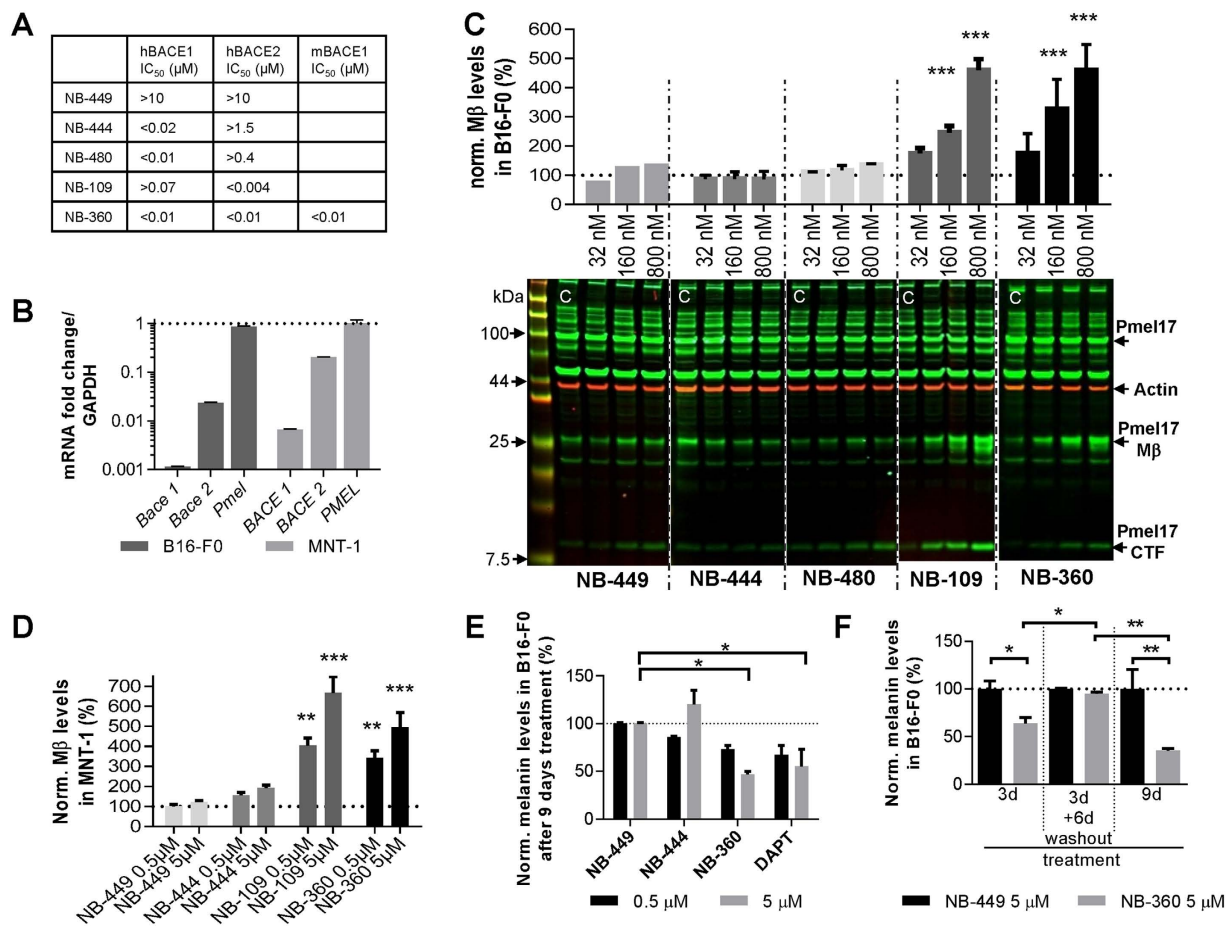 A
hBACE1 IC50 (µM) hBACE2 IC50 (µM) mBACE1 IC50 (µM)
NB-449 >10 >10
NB-444 <0.02 >1.5
NB-480 <0.01 >0.4
NB-109 >0.07 <0.004
NB-360 <0.01 <0.01 <0.01
B
mRNA fold change/
GAPDH
1
0.1
0.01
0.001
Bace 1 Bace 2 Pmel BACE 1 BACE 2 PMEL
B16-F0 MNT-1
C
norm. Mβ levels
in B16-F0 (%)
600
500
400
300
200
100
0
*** *** *** ***
32 nM 160 nM 800 nM 32 nM 160 nM 800 nM 32 nM 160 nM 800 nM 32 nM 160 nM 800 nM 32 nM 160 nM 800 nM
kDa C C C C C
100
44
25
7.5
Pmel17
Actin
Pmel17
Mβ
Pmel17
CTF
NB-449 NB-444 NB-480 NB-109 NB-360
D
Norm. Mβ levels
in MNT-1 (%)
700
600
500
400
300
200
100
0
** *** ** ***
NB-449 0,5µM
NB-449 5µM
NB-444 0,5µM
NB-444 5µM
NB-109 0,5µM
NB-109 5µM
NB-360 0,5µM
NB-360 5µM
E
Norm. melanin levels in B16-F0
after 9 days treatment (%)
150
100
50
0
* *
NB-449 NB-444 NB-360 DAPT
0.5 µM 5 µM
F
Norm. melanin levels
in B16-F0 (%)
150
100
50
0
* * ** **
3d 3d 9d
+6d
washout
treatment
NB-449 5 µM NB-360 5 µM